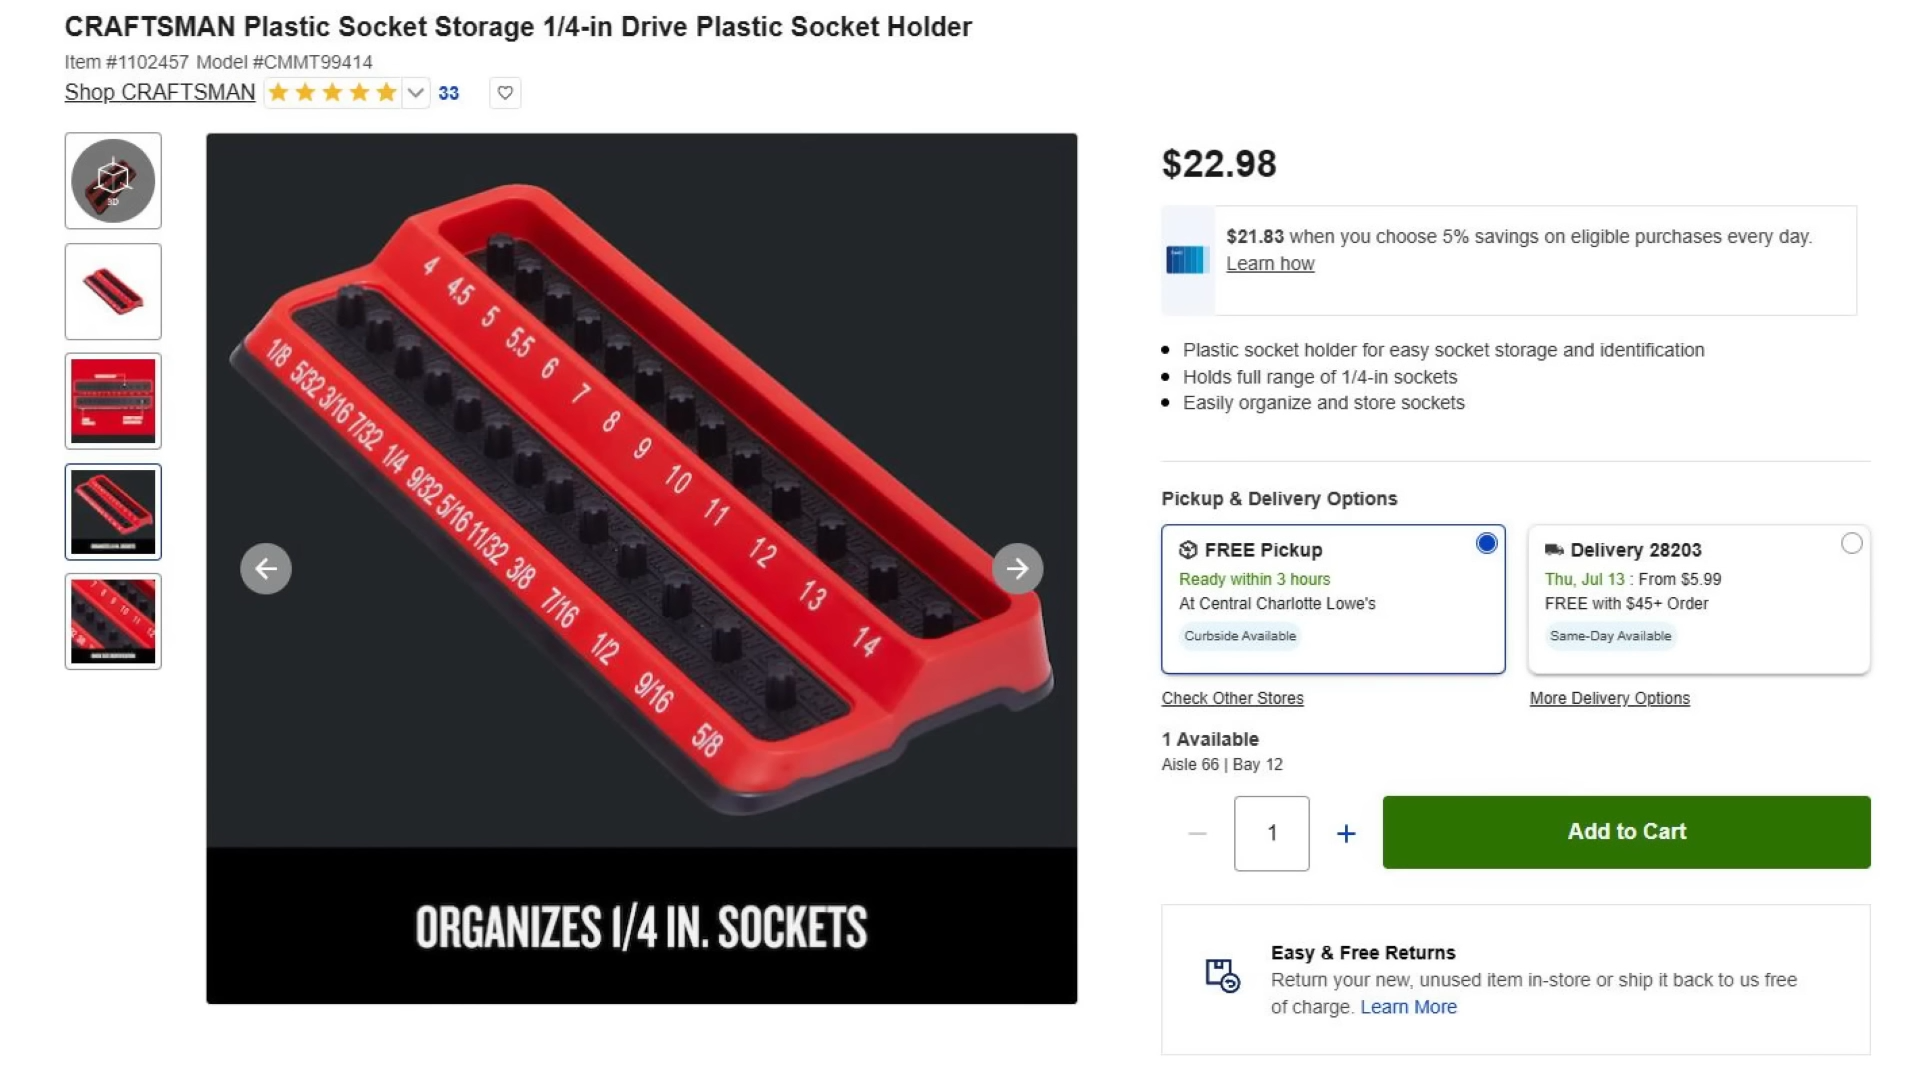 CRAFTSMAN Plastic Socket Storage 1/4-in Drive Plastic Socket Holder
Item #1102457 Model #CMMT99414
Shop CRAFTSMAN 33
3D
4 4.5 5 5.5 6 7 8 9 10 11 12 13 14
1/8 5/32 3/16 7/32 1/4 9/32 5/16 11/32 3/8 7/16 1/2 9/16 5/8
ORGANIZES 1/4 IN. SOCKETS
$22.98
$21.83 when you choose 5% savings on eligible purchases every day.
Learn how
Plastic socket holder for easy socket storage and identification
Holds full range of 1/4-in sockets
Easily organize and store sockets
Pickup & Delivery Options
FREE Pickup
Ready within 3 hours
At Central Charlotte Lowe's
Curbside Available
Delivery 28203
Thu, Jul 13 : From $5.99
FREE with $45+ Order
Same-Day Available
Check Other Stores
More Delivery Options
1 Available
Aisle 66 | Bay 12
1
Add to Cart
Easy & Free Returns
Return your new, unused item in-store or ship it back to us free
of charge. Learn More